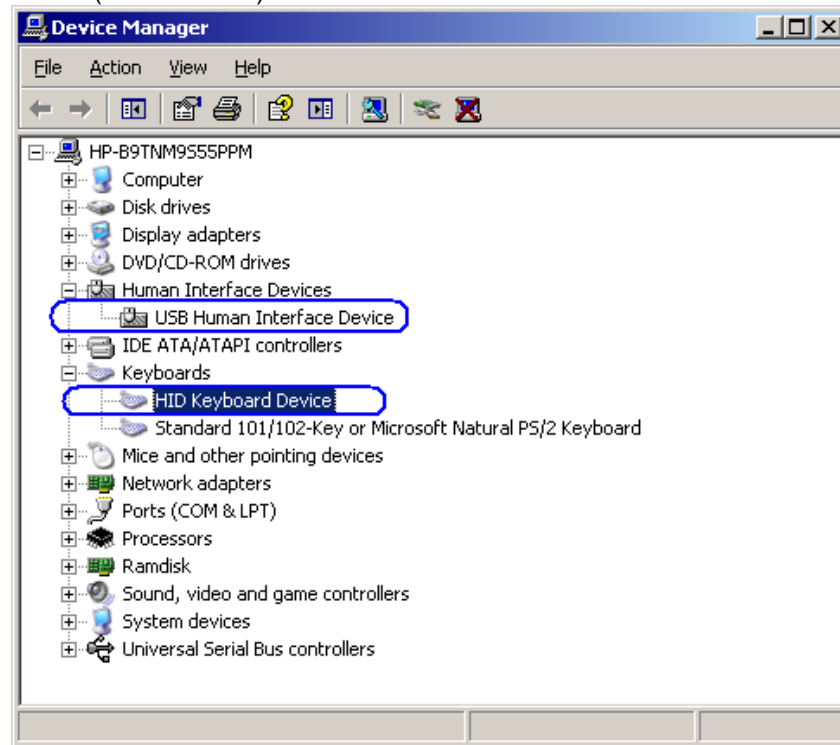 Device Manager
File Action View Help
HP-B9TNM9S55PPM
Computer
Disk drives
Display adapters
DVD/CD-ROM drives
Human Interface Devices
USB Human Interface Device
IDE ATA/ATAPI controllers
Keyboards
HID Keyboard Device
Standard 101/102-Key or Microsoft Natural PS/2 Keyboard
Mice and other pointing devices
Network adapters
Ports (COM & LPT)
Processors
Ramdisk
Sound, video and game controllers
System devices
Universal Serial Bus controllers